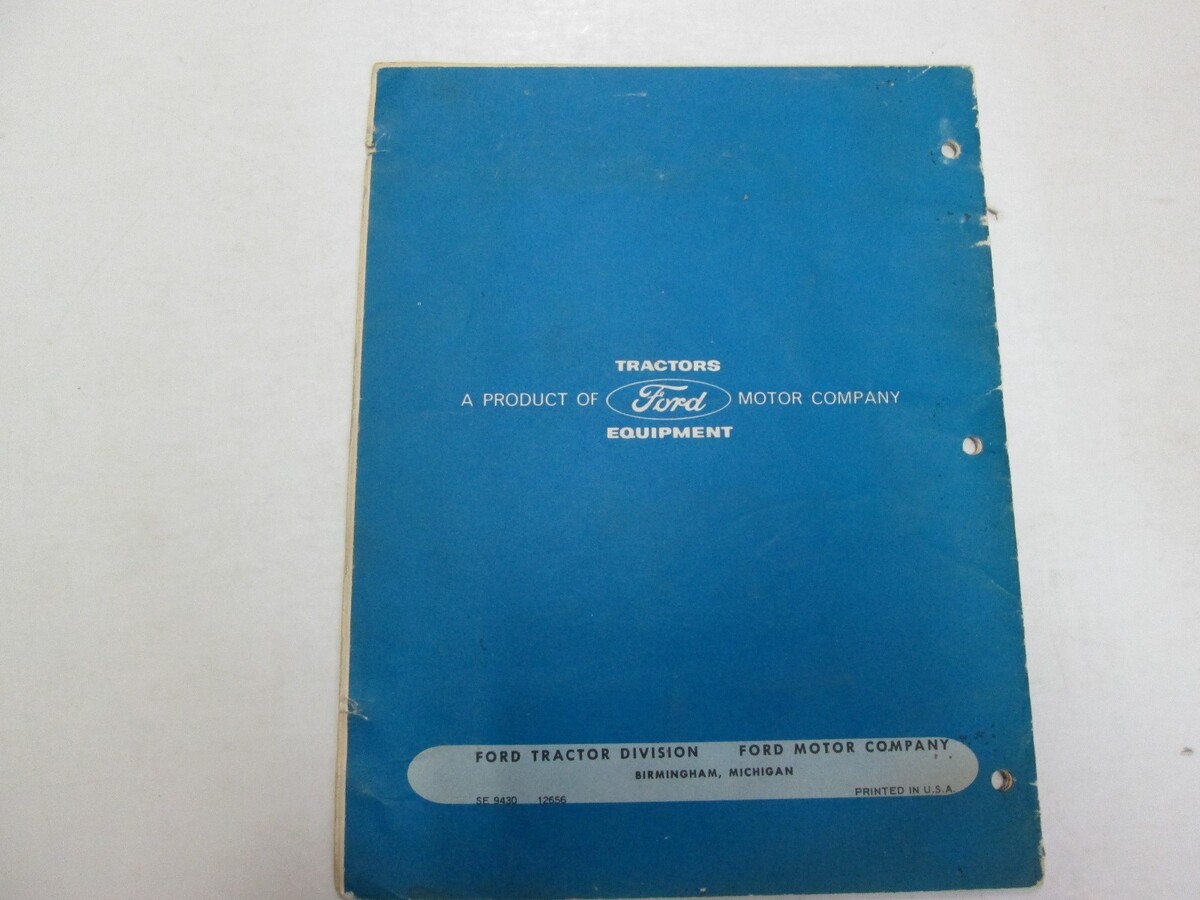 TRACTORS
A PRODUCT OF Ford MOTOR COMPANY
EQUIPMENT
FORD TRACTOR DIVISION FORD MOTOR COMPANY
BIRMINGHAM, MICHIGAN
SE 9430 12656 PRINTED IN U.S.A.